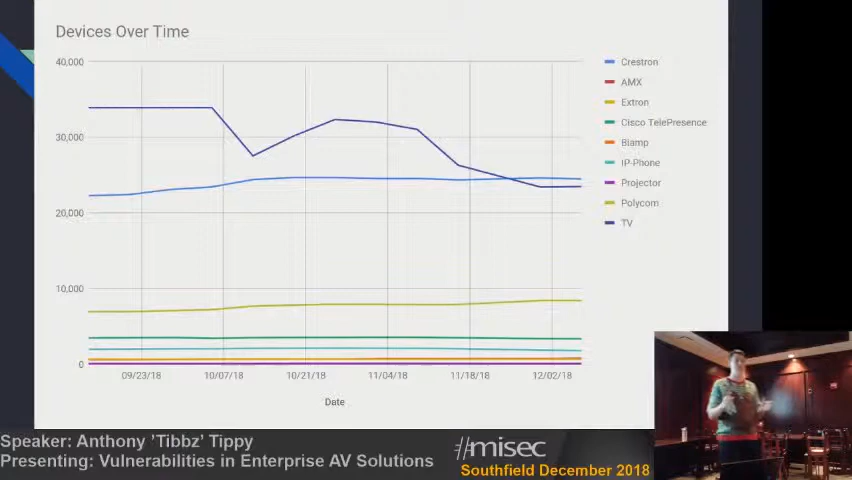 Devices Over Time
40,000
30,000
20,000
10,000
0
09/23/18
10/07/18
10/21/18
11/04/18
11/18/18
12/02/18
Date
Crestron
AMX
Extron
Cisco TelePresence
Biamp
IP-Phone
Projector
Polycom
TV
Speaker: Anthony 'Tibbz' Tippy
Presenting: Vulnerabilities in Enterprise AV Solutions
#misec
Southfield December 2018